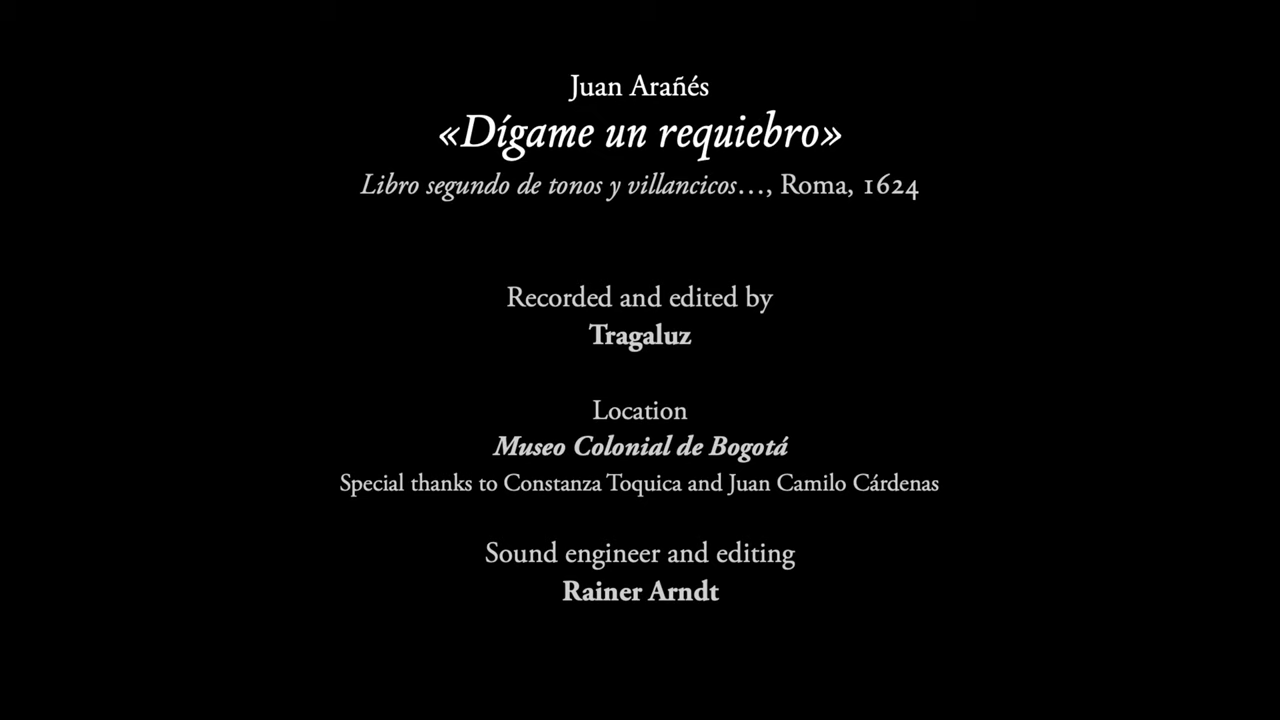 Juan Arañés
«Dígame un requiebro»
Libro segundo de tonos y villancicos…, Roma, 1624
Recorded and edited by
Tragaluz
Location
Museo Colonial de Bogotá
Special thanks to Constanza Toquica and Juan Camilo Cárdenas
Sound engineer and editing
Rainer Arndt